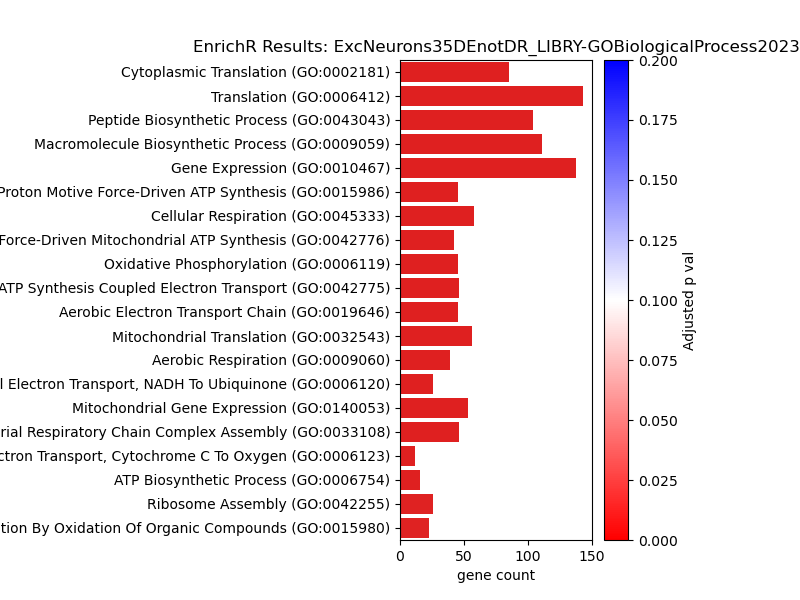 EnrichR Results: ExcNeurons35DEnotDR_LIBRY-GOBiologicalProcess2023
Cytoplasmic Translation (GO:0002181)
Translation (GO:0006412)
Peptide Biosynthetic Process (GO:0043043)
Macromolecule Biosynthetic Process (GO:0009059)
Gene Expression (GO:0010467)
Proton Motive Force-Driven ATP Synthesis (GO:0015986)
Cellular Respiration (GO:0045333)
Force-Driven Mitochondrial ATP Synthesis (GO:0042776)
Oxidative Phosphorylation (GO:0006119)
ATP Synthesis Coupled Electron Transport (GO:0042775)
Aerobic Electron Transport Chain (GO:0019646)
Mitochondrial Translation (GO:0032543)
Aerobic Respiration (GO:0009060)
l Electron Transport, NADH To Ubiquinone (GO:0006120)
Mitochondrial Gene Expression (GO:0140053)
rial Respiratory Chain Complex Assembly (GO:0033108)
ctron Transport, Cytochrome C To Oxygen (GO:0006123)
ATP Biosynthetic Process (GO:0006754)
Ribosome Assembly (GO:0042255)
tion By Oxidation Of Organic Compounds (GO:0015980)
0 50 100 150
gene count
0.200
0.175
0.150
0.125
0.100
0.075
0.050
0.025
0.000
Adjusted p val